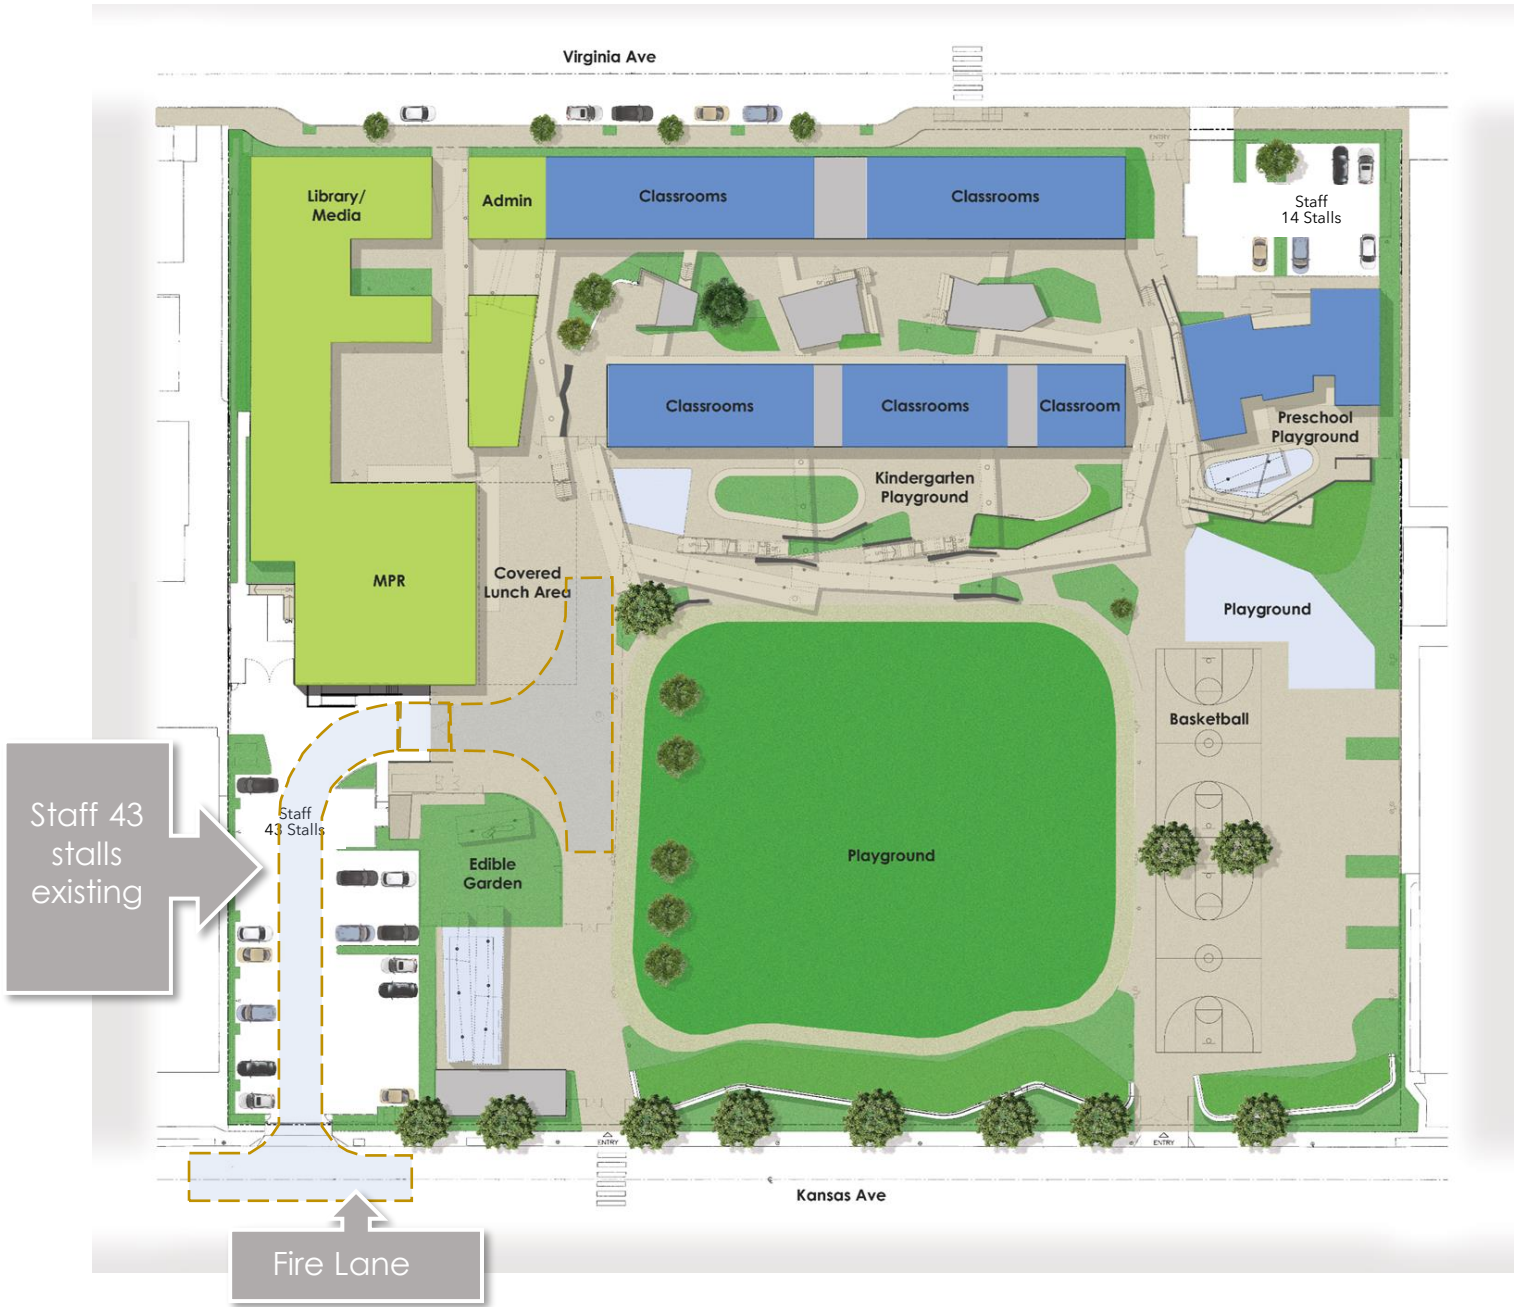 Virginia Ave
ENTRY
Library/
Media
Admin
Classrooms
Classrooms
Staff
14 Stalls
Classrooms
Classrooms
Classroom
Preschool
Playground
Kindergarten
Playground
MPR
Covered
Lunch Area
Playground
Basketball
Staff 43
stalls
existing
Staff
43 Stalls
Edible
Garden
Playground
ENTRY
ENTRY
Kansas Ave
Fire Lane